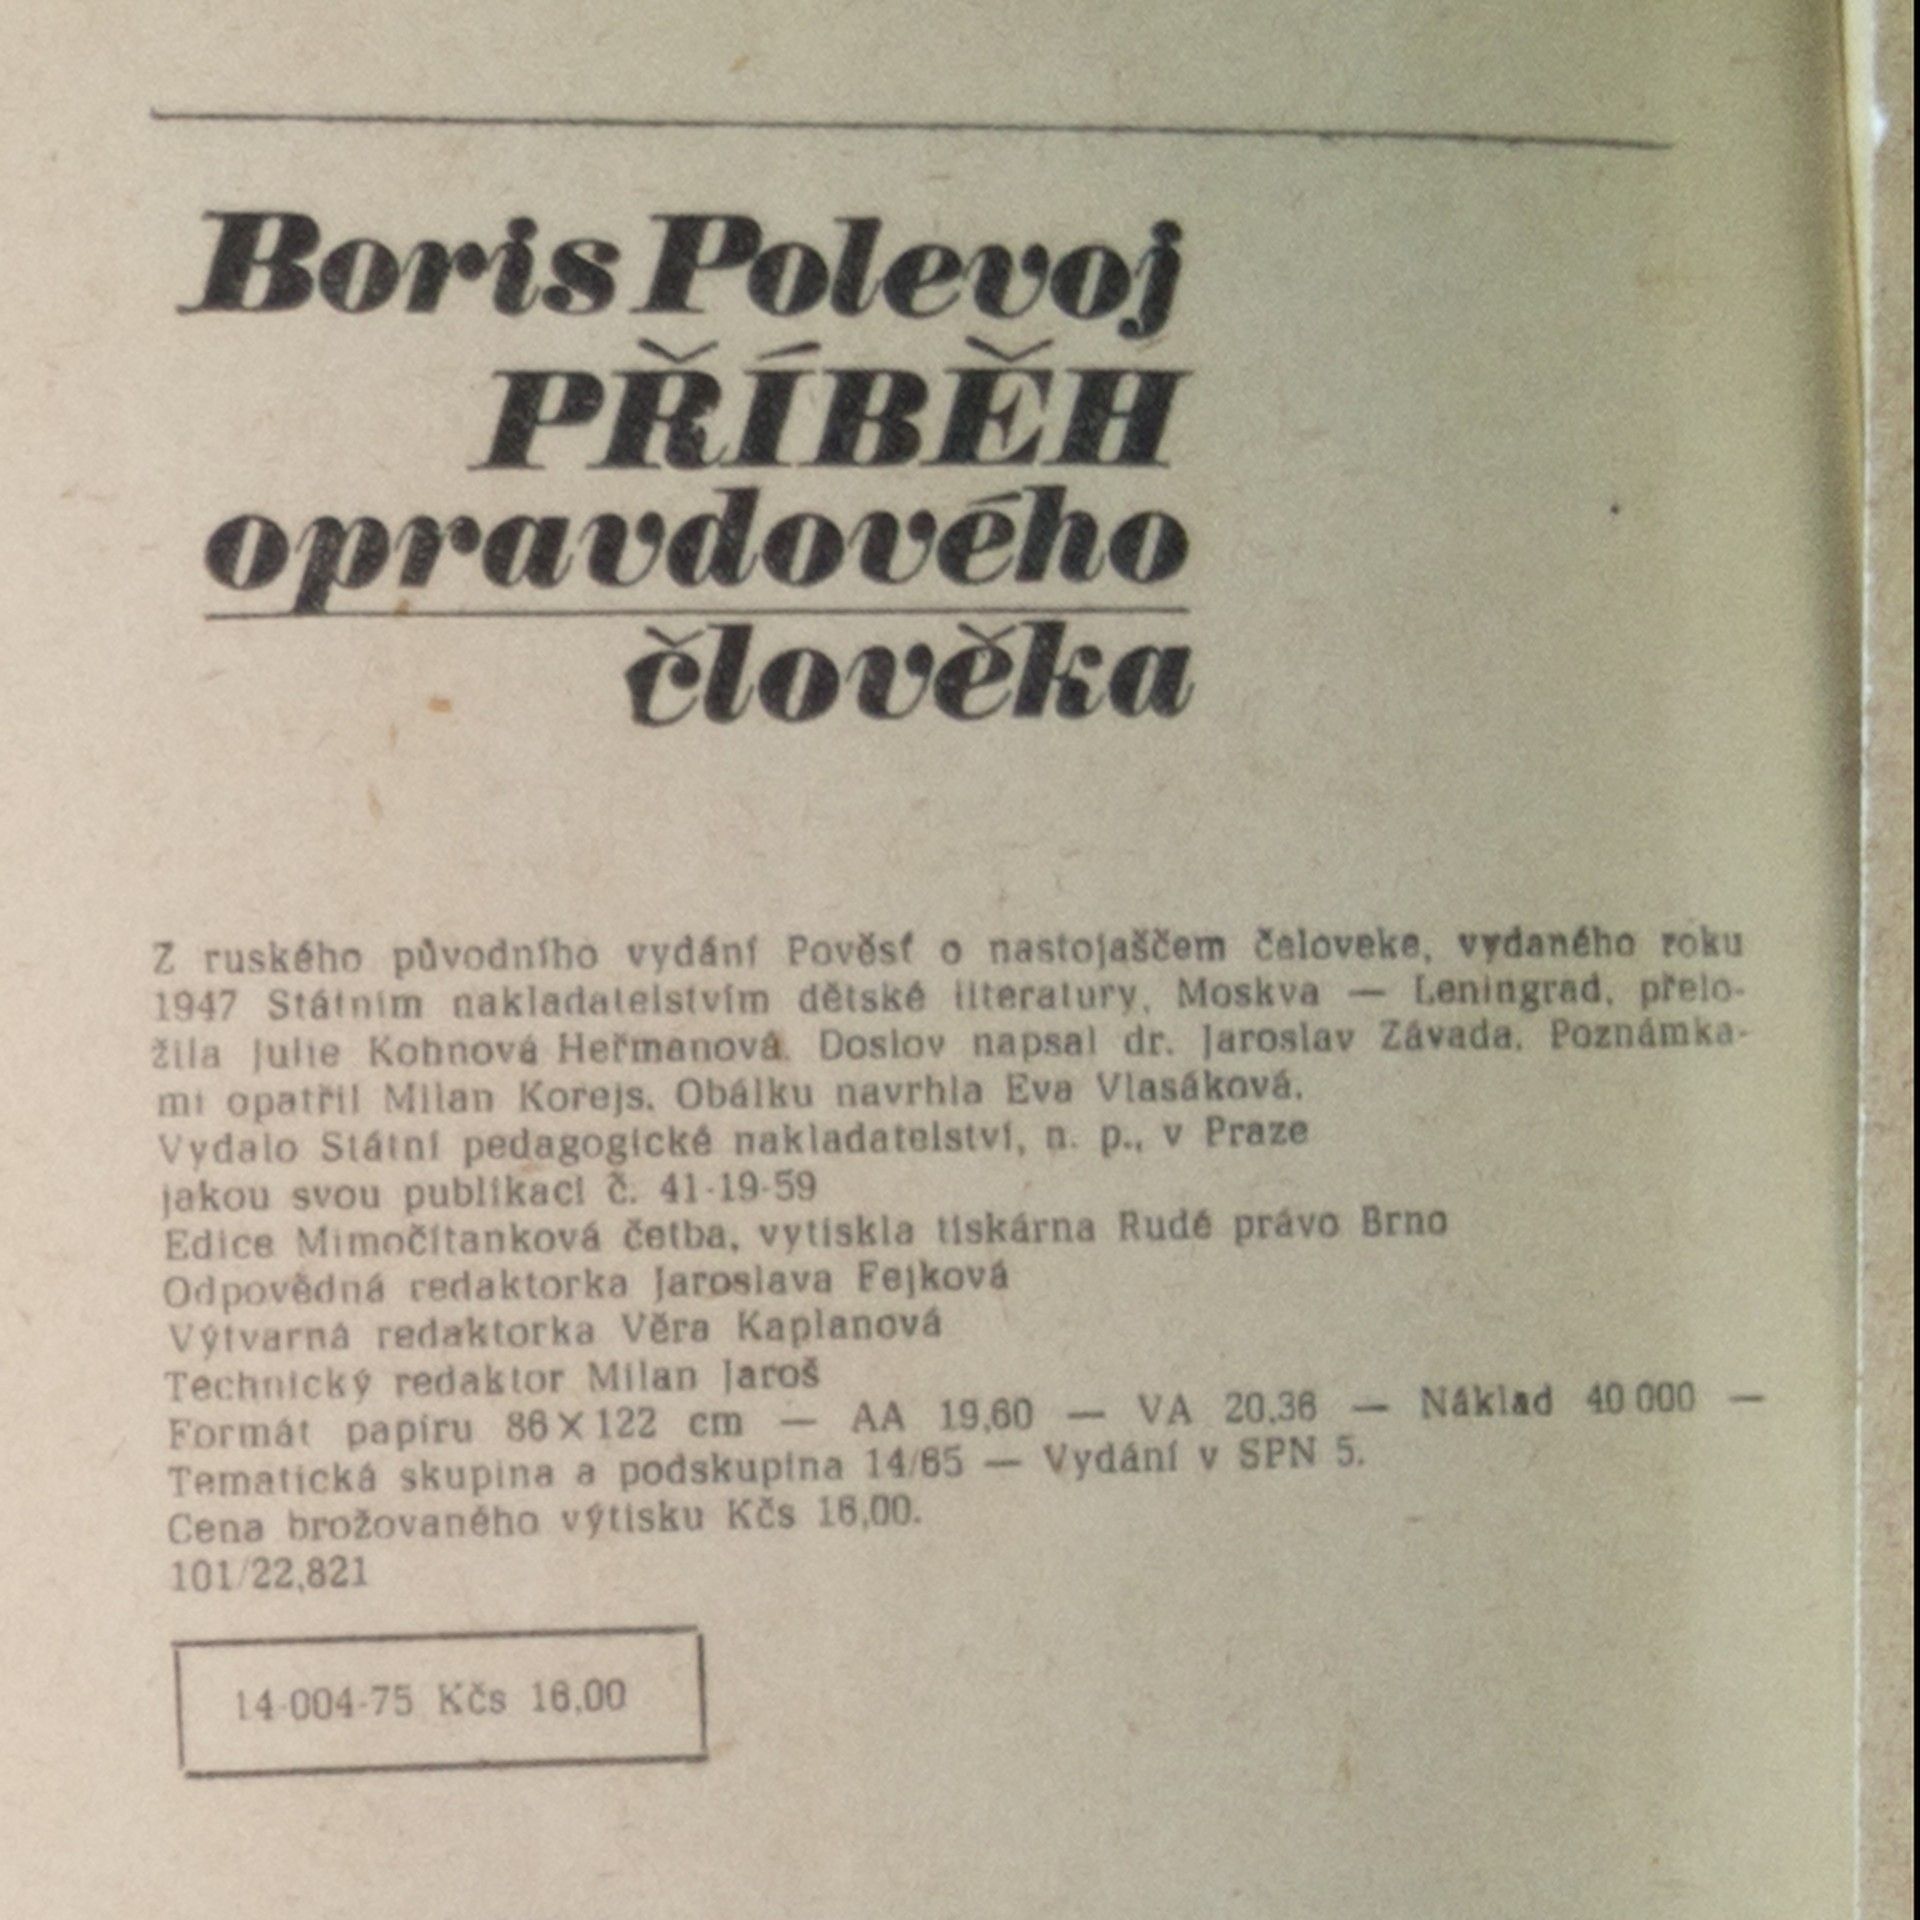 Boris Polevoj
PŘÍBĚH
opravdového
člověka
Z ruského původního vydání Pověsť o nastojaščem čeloveke, vydaného roku
1947 Státním nakladatelstvím dětské literatury, Moskva — Leningrad, přelo-
žila Julie Kohnová Heřmanová. Doslov napsal dr. Jaroslav Závada. Poznámka-
mi opatřil Milan Korejs. Obálku navrhla Eva Vlasáková.
Vydalo Státní pedagogické nakladatelství, n. p., v Praze
jakou svou publikaci č. 41-19-59
Edice Mimočítanková četba, vytiskla tiskárna Rudé právo Brno
Odpovědná redaktorka Jaroslava Fejková
Výtvarná redaktorka Věra Kaplanová
Technický redaktor Milan Jaroš
Formát papíru 86×122 cm — AA 19,60 — VA 20,36 — Náklad 40 000 —
Tematická skupina a podskupina 14/65 — Vydání v SPN 5.
Cena brožovaného výtisku Kčs 16,00.
101/22,821
14-004-75 Kčs 16,00